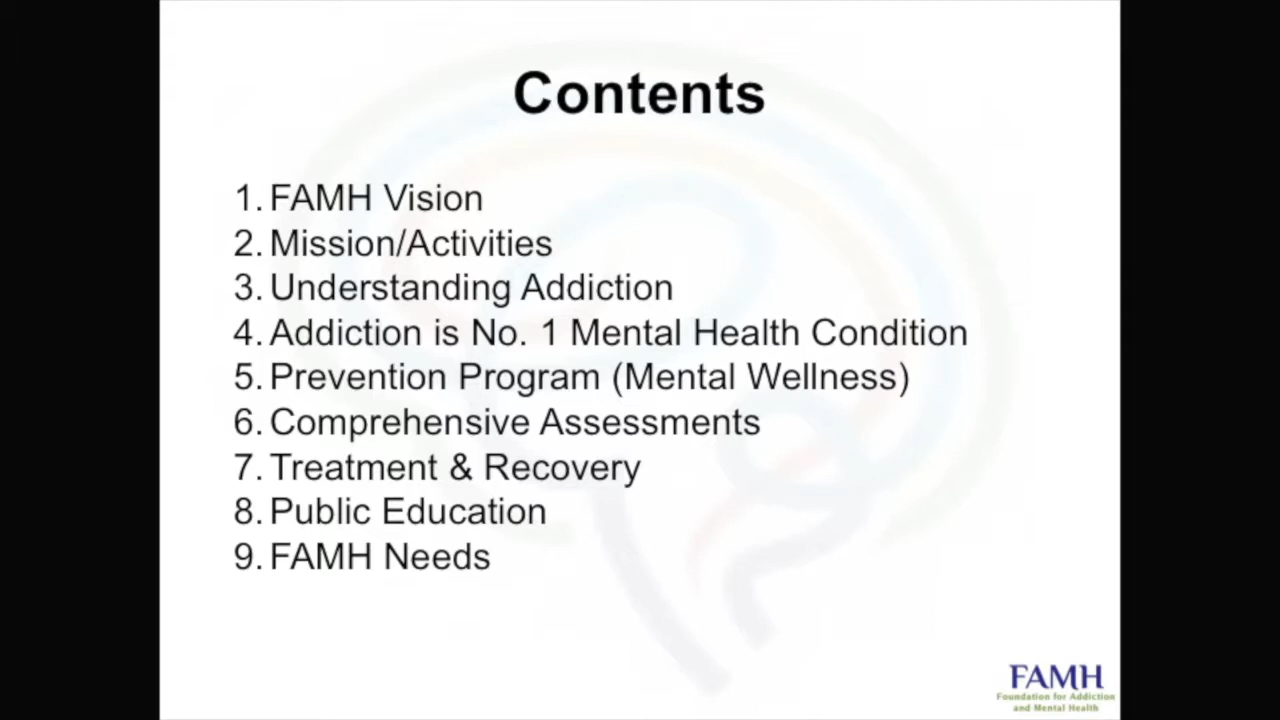 Contents
1. FAMH Vision
2. Mission/Activities
3. Understanding Addiction
4. Addiction is No. 1 Mental Health Condition
5. Prevention Program (Mental Wellness)
6. Comprehensive Assessments
7. Treatment & Recovery
8. Public Education
9. FAMH Needs
FAMH
Foundation for Addiction
and Mental Health